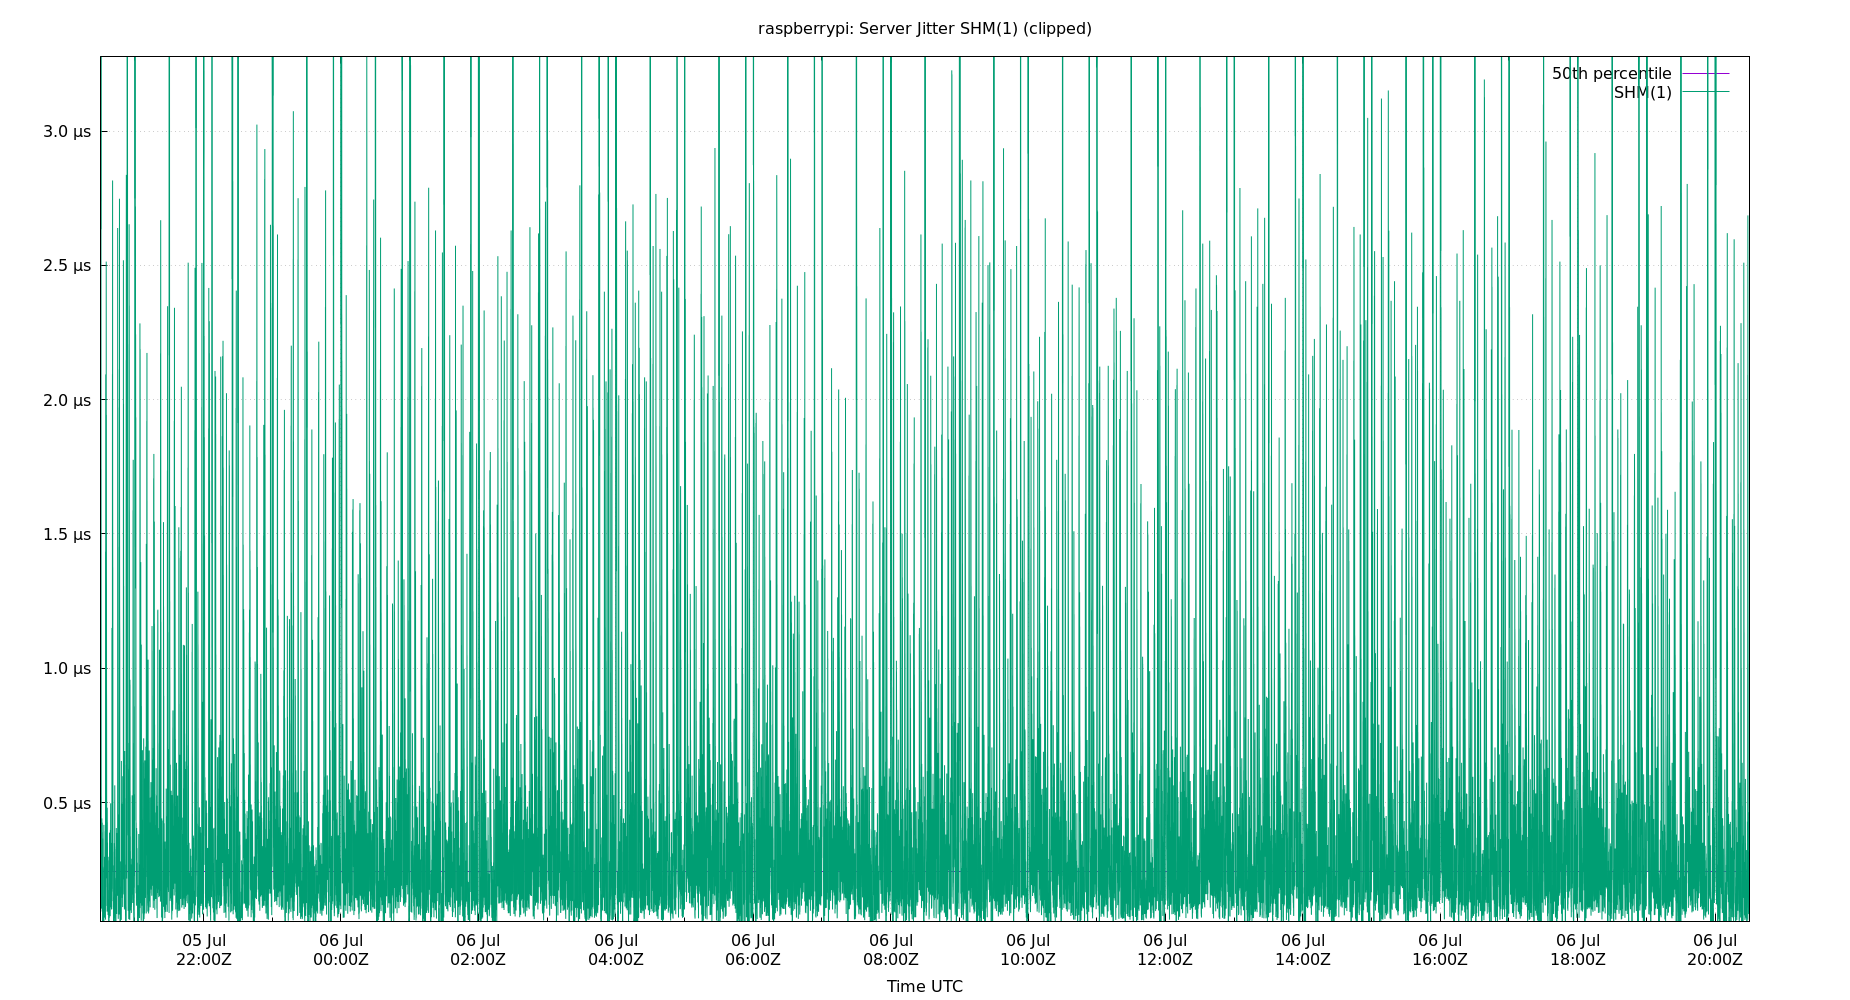 raspberrypi: Server Jitter SHM(1) (clipped)
50th percentile
SHM(1)
3.0 µs
2.5 µs
2.0 µs
1.5 µs
1.0 µs
0.5 µs
05 Jul 06 Jul 06 Jul 06 Jul 06 Jul 06 Jul 06 Jul 06 Jul 06 Jul 06 Jul 06 Jul 06 Jul
22:00Z 00:00Z 02:00Z 04:00Z 06:00Z 08:00Z 10:00Z 12:00Z 14:00Z 16:00Z 18:00Z 20:00Z
Time UTC